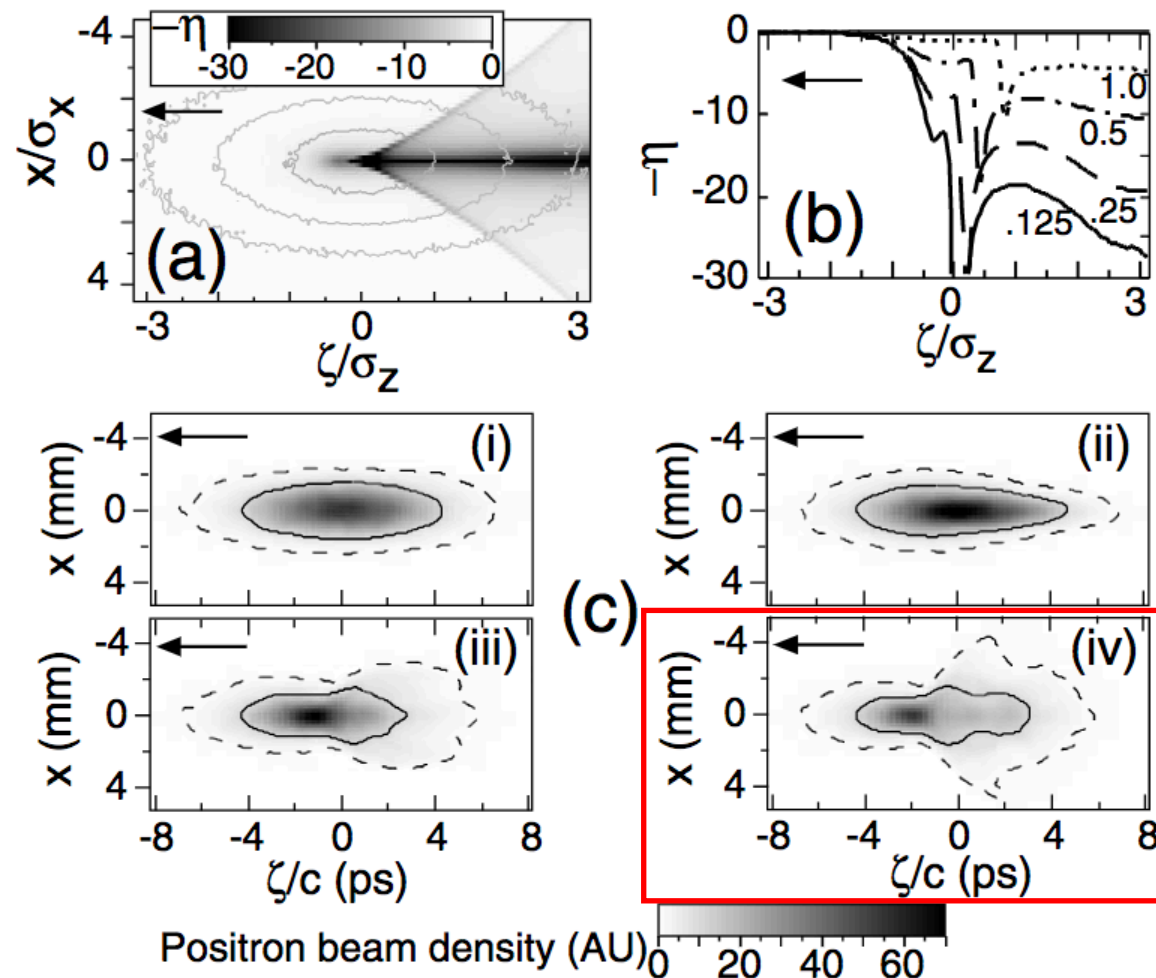 −η
-30 -20 -10 0
x/σx
-4
0
4
(a)
-3 0 3
ζ/σz
−η
0
-10
-20
-30
1.0
0.5
.25
.125
(b)
-3 0 3
ζ/σz
x (mm)
-4
0
4
(i)
x (mm)
-4
0
4
(ii)
(c)
x (mm)
-4
0
4
(iii)
-8 -4 0 4 8
ζ/c (ps)
x (mm)
-4
0
4
(iv)
-8 -4 0 4 8
ζ/c (ps)
Positron beam density (AU)
0 20 40 60